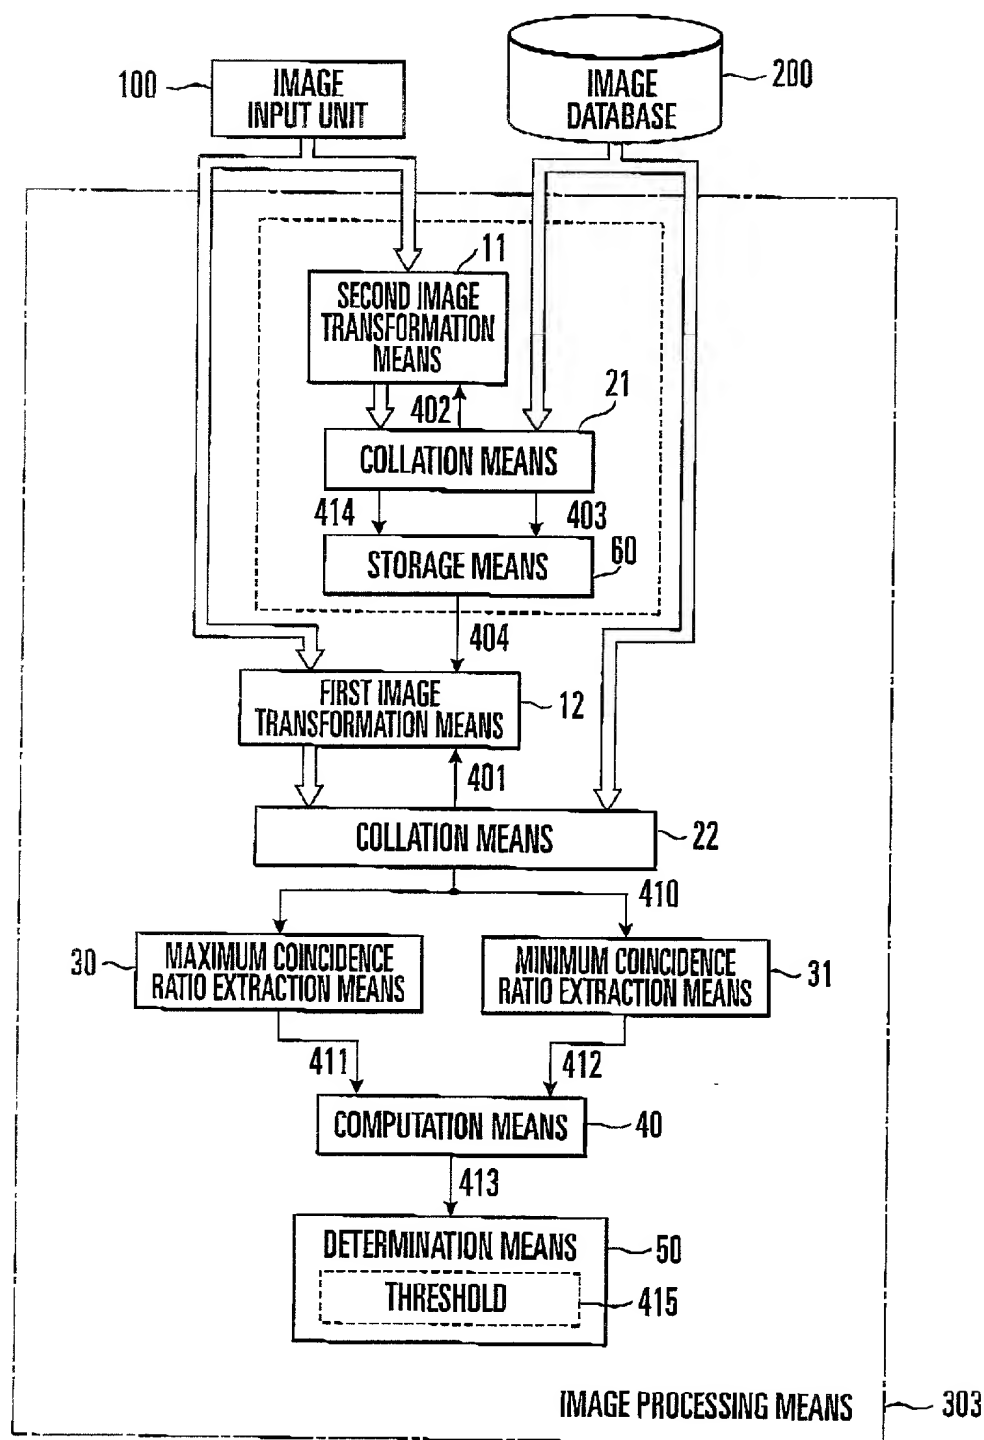 100
IMAGE
INPUT UNIT
IMAGE
DATABASE
200
11
SECOND IMAGE
TRANSFORMATION
MEANS
402
21
COLLATION MEANS
414
403
STORAGE MEANS
60
404
FIRST IMAGE
TRANSFORMATION MEANS
12
401
COLLATION MEANS
22
410
30
MAXIMUM COINCIDENCE
RATIO EXTRACTION MEANS
MINIMUM COINCIDENCE
RATIO EXTRACTION MEANS
31
411
412
COMPUTATION MEANS
40
413
DETERMINATION MEANS
50
THRESHOLD
415
IMAGE PROCESSING MEANS
303